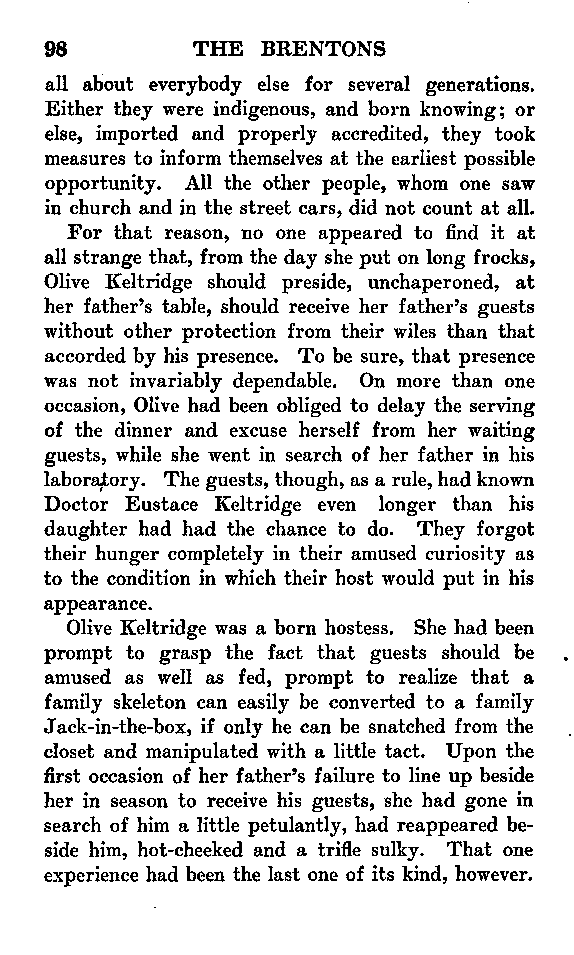 98 THE BRENTONS
all about everybody else for several generations.
Either they were indigenous, and born knowing; or
else, imported and properly accredited, they took
measures to inform themselves at the earliest possible
opportunity. All the other people, whom one saw
in church and in the street cars, did not count at all.
For that reason, no one appeared to find it at
all strange that, from the day she put on long frocks,
Olive Keltridge should preside, unchaperoned, at
her father's table, should receive her father's guests
without other protection from their wiles than that
accorded by his presence. To be sure, that presence
was not invariably dependable. On more than one
occasion, Olive had been obliged to delay the serving
of the dinner and excuse herself from her waiting
guests, while she went in search of her father in his
laboratory. The guests, though, as a rule, had known
Doctor Eustace Keltridge even longer than his
daughter had had the chance to do. They forgot
their hunger completely in their amused curiosity as
to the condition in which their host would put in his
appearance.
Olive Keltridge was a born hostess. She had been
prompt to grasp the fact that guests should be
amused as well as fed, prompt to realize that a
family skeleton can easily be converted to a family
Jack-in-the-box, if only he can be snatched from the
closet and manipulated with a little tact. Upon the
first occasion of her father's failure to line up beside
her in season to receive his guests, she had gone in
search of him a little petulantly, had reappeared be-
side him, hot-cheeked and a trifle sulky. That one
experience had been the last one of its kind, however.